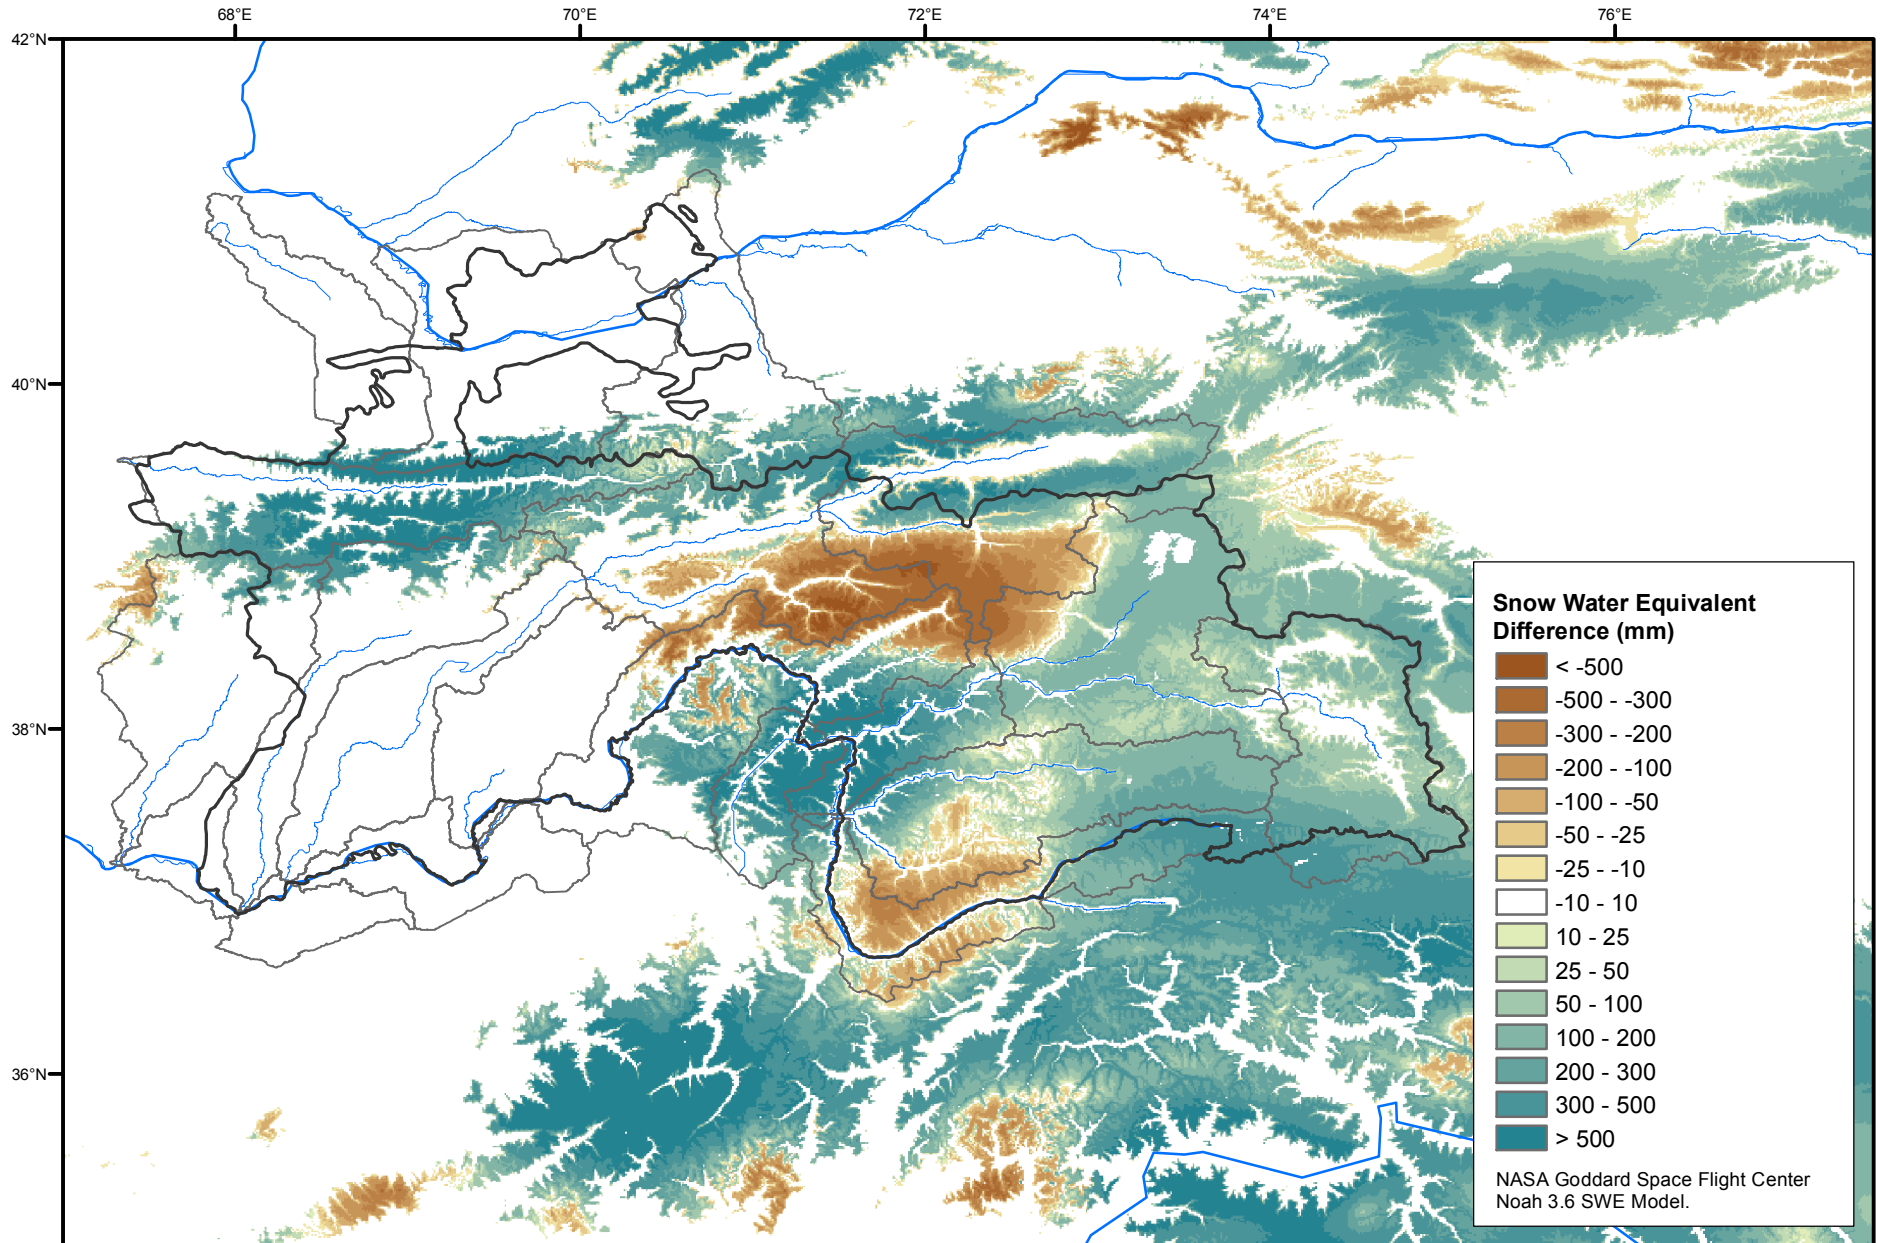 68°E
70°E
72°E
74°E
76°E
42°N
40°N
38°N
36°N
Snow Water Equivalent
Difference (mm)
< -500
-500 - -300
-300 - -200
-200 - -100
-100 - -50
-50 - -25
-25 - -10
-10 - 10
10 - 25
25 - 50
50 - 100
100 - 200
200 - 300
300 - 500
> 500
NASA Goddard Space Flight Center
Noah 3.6 SWE Model.